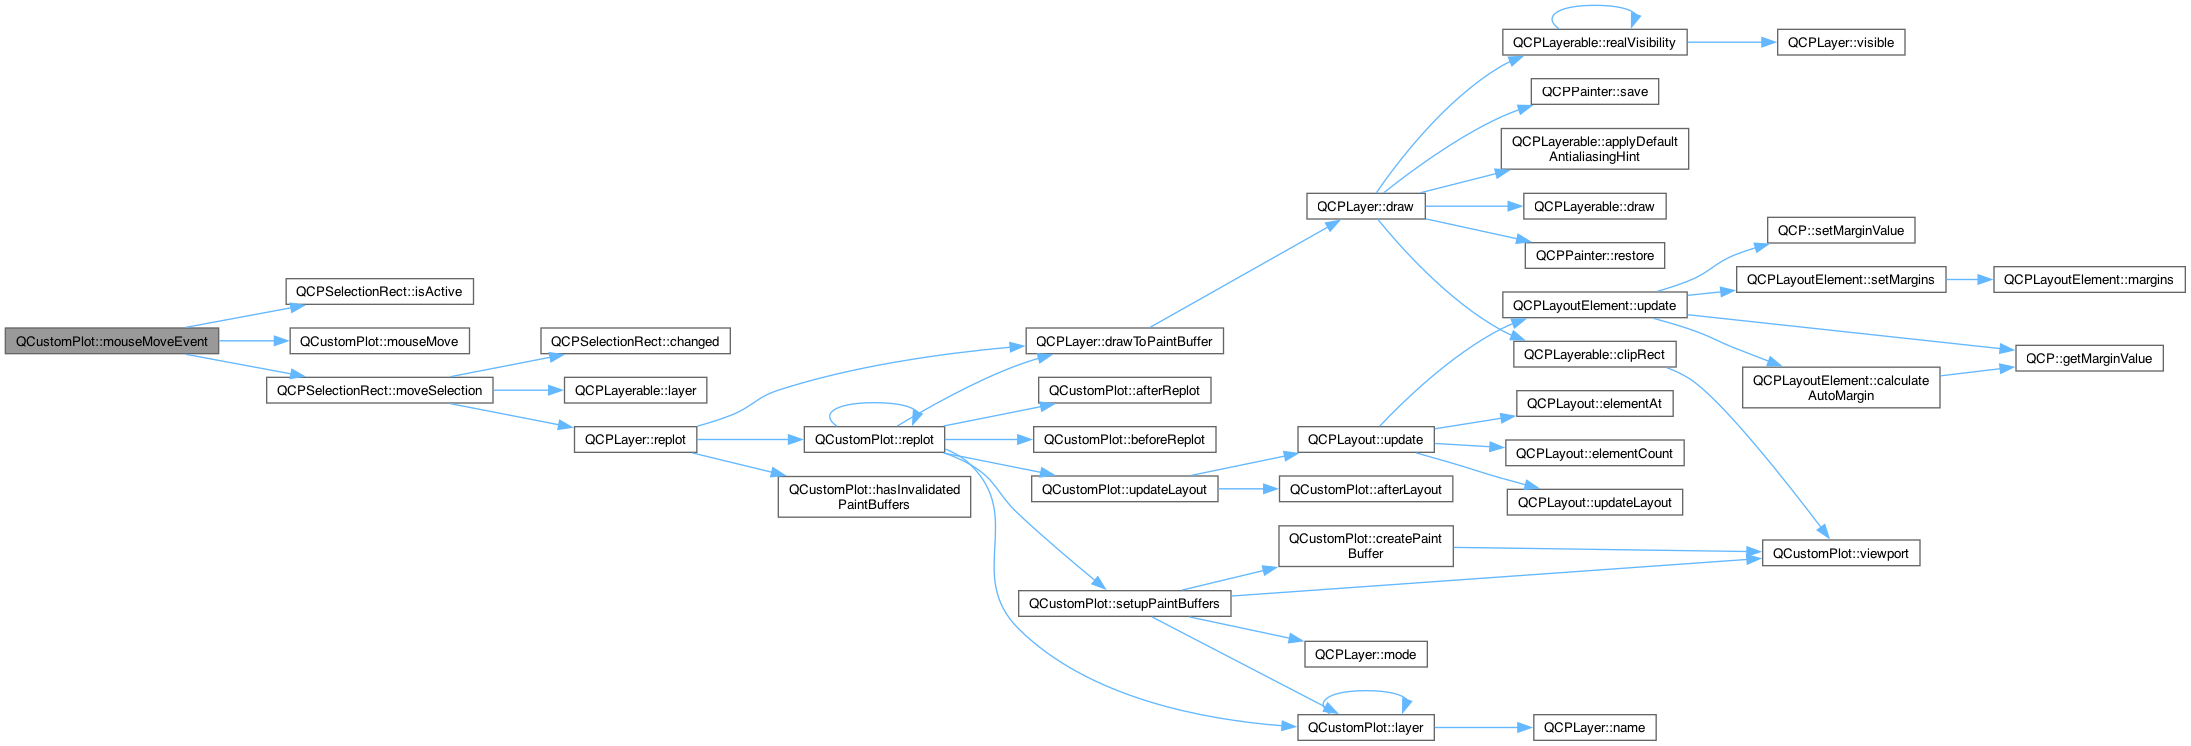 QCustomPlot::mouseMoveEvent
QCPSelectionRect::isActive
QCustomPlot::mouseMove
QCPSelectionRect::moveSelection
QCPSelectionRect::changed
QCPLayerable::layer
QCPLayer::replot
QCPLayer::drawToPaintBuffer
QCustomPlot::replot
QCustomPlot::hasInvalidated
PaintBuffers
QCustomPlot::afterReplot
QCustomPlot::beforeReplot
QCustomPlot::updateLayout
QCustomPlot::setupPaintBuffers
QCPLayer::draw
QCPLayout::update
QCustomPlot::afterLayout
QCustomPlot::createPaint
Buffer
QCPLayer::mode
QCustomPlot::layer
QCPLayerable::realVisibility
QCPPainter::save
QCPLayerable::applyDefault
AntialiasingHint
QCPLayerable::draw
QCPPainter::restore
QCPLayoutElement::update
QCPLayerable::clipRect
QCPLayout::elementAt
QCPLayout::elementCount
QCPLayout::updateLayout
QCPLayer::name
QCPLayer::visible
QCP::setMarginValue
QCPLayoutElement::setMargins
QCPLayoutElement::calculate
AutoMargin
QCustomPlot::viewport
QCPLayoutElement::margins
QCP::getMarginValue